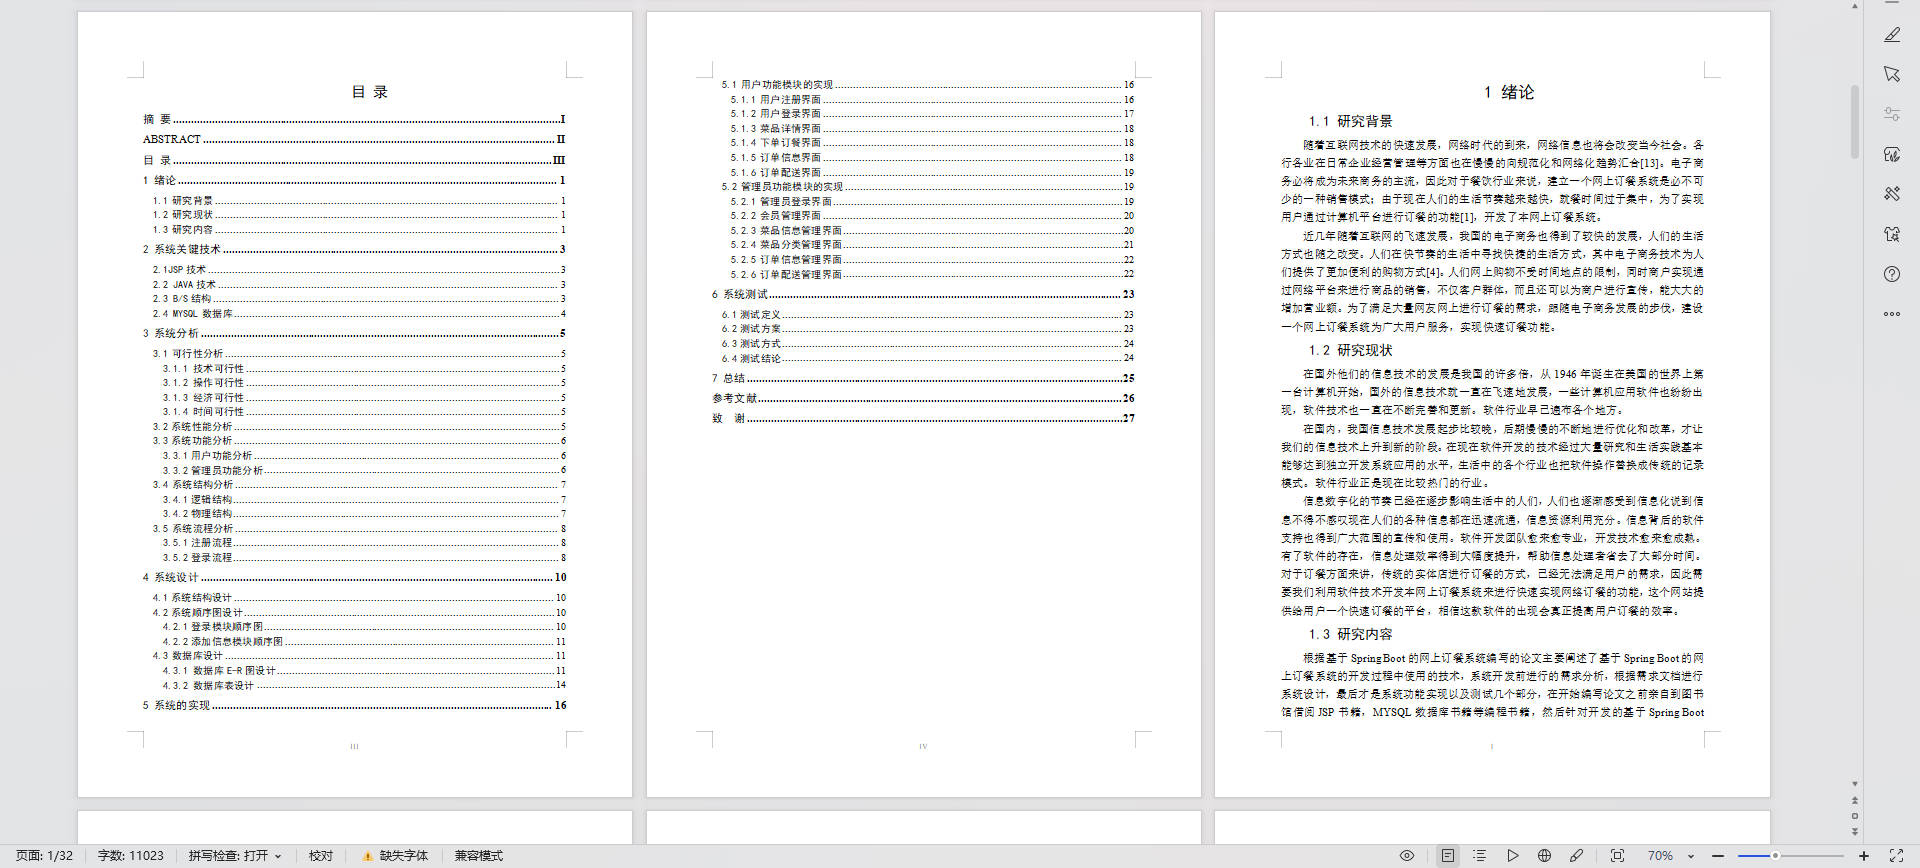 目 录
摘 要 I
ABSTRACT II
目 录 III
1 绪论 1
1.1 研究背景 1
1.2 研究现状 1
1.3 研究内容 1
2 系统关键技术 3
2.1JSP 技术 3
2.2 JAVA 技术 3
2.3 B/S 结构 3
2.4 MYSQL 数据库 4
3 系统分析 5
3.1 可行性分析 5
3.1.1 技术可行性 5
3.1.2 操作可行性 5
3.1.3 经济可行性 5
3.1.4 时间可行性 5
3.2 系统性能分析 5
3.3 系统功能分析 6
3.3.1 用户功能分析 6
3.3.2 管理员功能分析 6
3.4 系统结构分析 7
3.4.1 逻辑结构 7
3.4.2 物理结构 7
3.5 系统流程分析 8
3.5.1 注册流程 8
3.5.2 登录流程 8
4 系统设计 10
4.1 系统结构设计 10
4.2 系统顺序图设计 10
4.2.1 登录模块顺序图 10
4.2.2 添加信息模块顺序图 11
4.3 数据库设计 11
4.3.1 数据库 E-R 图设计 11
4.3.2 数据库表设计 14
5 系统的实现 16
III
5.1 用户功能模块的实现 16
5.1.1 用户注册界面 16
5.1.2 用户登录界面 17
5.1.3 菜品详情界面 18
5.1.4 下单订餐界面 18
5.1.5 订单信息界面 18
5.1.6 订单配送界面 19
5.2 管理员功能模块的实现 19
5.2.1 管理员登录界面 19
5.2.2 会员管理界面 20
5.2.3 菜品信息管理界面 20
5.2.4 菜品分类管理界面 21
5.2.5 订单信息管理界面 22
5.2.6 订单配送管理界面 22
6 系统测试 23
6.1 测试定义 23
6.2 测试方案 23
6.3 测试方式 24
6.4 测试结论 24
7 总结 25
参考文献 26
致 谢 27
IV
1 绪论
1.1 研究背景
随着互联网技术的快速发展，网络时代的到来，网络信息也将会改变当今社会。各
行各业在日常企业经营管理等方面也在慢慢的向规范化和网络化趋势汇合[13]。电子商
务必将成为未来商务的主流，因此对于餐饮行业来说，建立一个网上订餐系统是必不可
少的一种销售模式；由于现在人们的生活节奏越来越快，就餐时间过于集中，为了实现
用户通过计算机平台进行订餐的功能[1]，开发了本网上订餐系统。
近几年随着互联网的飞速发展，我国的电子商务也得到了较快的发展，人们的生活
方式也随之改变。人们在快节奏的生活中寻找快捷的生活方式，其中电子商务技术为人
们提供了更加便利的购物方式[4]。人们网上购物不受时间地点的限制，同时商户实现通
过网络平台来进行商品的销售，不仅客户群体，而且还可以为商户进行宣传，能大大的
增加营业额。为了满足大量网友网上进行订餐的需求，跟随电子商务发展的步伐，建设
一个网上订餐系统为广大用户服务，实现快速订餐功能。
1.2 研究现状
在国外他们的信息技术的发展是我国的许多倍，从 1946 年诞生在美国的世界上第
一台计算机开始，国外的信息技术就一直在飞速地发展，一些计算机应用软件也纷纷出
现，软件技术也一直在不断完善和更新。软件行业早已遍布各个地方。
在国内，我国信息技术发展起步比较晚，后期慢慢的不断地进行优化和改革，才让
我们的信息技术上升到新的阶段。在现在软件开发的技术经过大量研究和生活实践基本
能够达到独立开发系统应用的水平，生活中的各个行业也把软件操作替换成传统的记录
模式。软件行业正是现在比较热门的行业。
信息数字化的节奏已经在逐步影响生活中的人们，人们也逐渐感受到信息化说到信
息不得不感叹现在人们的各种信息都在迅速流通，信息资源利用充分。信息背后的软件
支持也得到广大范围的宣传和使用。软件开发团队愈来愈专业，开发技术愈来愈成熟。
有了软件的存在，信息处理效率得到大幅度提升，帮助信息处理者省去了大部分时间。
对于订餐方面来讲，传统的实体店进行订餐的方式，已经无法满足用户的需求，因此需
要我们利用软件技术开发本网上订餐系统来进行快速实现网络订餐的功能，这个网站提
供给用户一个快速订餐的平台，相信这款软件的出现会真正提高用户订餐的效率。
1.3 研究内容
根据基于 Spring Boot 的网上订餐系统编写的论文主要阐述了基于 Spring Boot 的网
上订餐系统的开发过程中使用的技术，系统开发前进行的需求分析，根据需求文档进行
系统设计，最后才是系统功能实现以及测试几个部分，在开始编写论文之前亲自到图书
馆借阅 JSP 书籍，MYSQL 数据库书籍等编程书籍，然后针对开发的基于 Spring Boot
I
页面: 1/32 字数: 11023 拼写检查: 打开 校对 缺失字体 兼容模式 70%